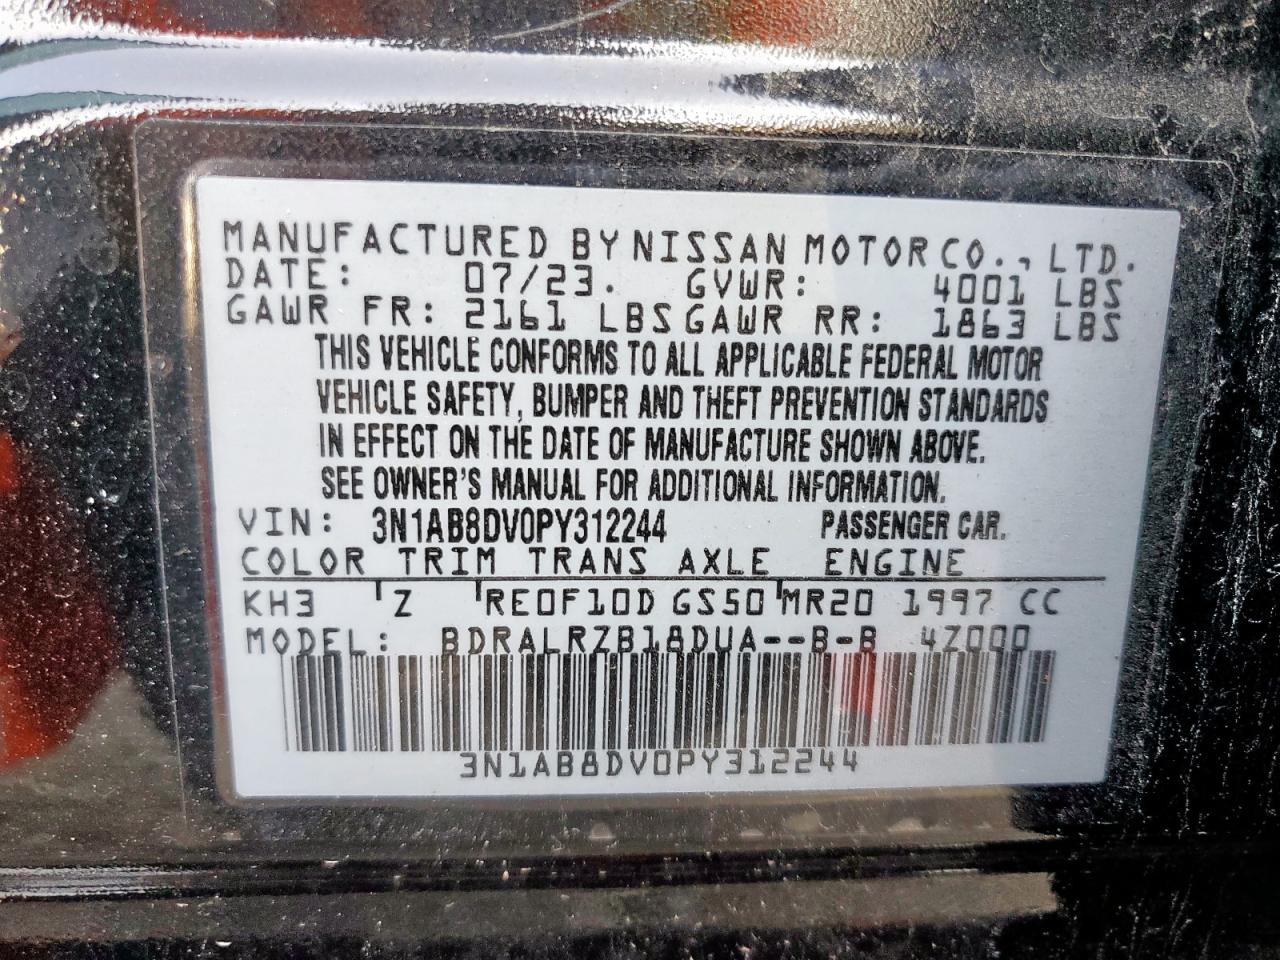 MANUFACTURED BY NISSAN MOTOR CO., LTD.
DATE: 07/23. GVWR: 4001 LBS
GAWR FR: 2161 LBS GAWR RR: 1863 LBS
THIS VEHICLE CONFORMS TO ALL APPLICABLE FEDERAL MOTOR
VEHICLE SAFETY, BUMPER AND THEFT PREVENTION STANDARDS
IN EFFECT ON THE DATE OF MANUFACTURE SHOWN ABOVE.
SEE OWNER'S MANUAL FOR ADDITIONAL INFORMATION.
VIN: 3N1AB8DV0PY312244 PASSENGER CAR.
COLOR TRIM TRANS AXLE ENGINE
KH3 Z RE0F10D GS50 MR20 1997 CC
MODEL: BDRALRZB18DUA--B-B 4Z000
3N1AB8DV0PY312244